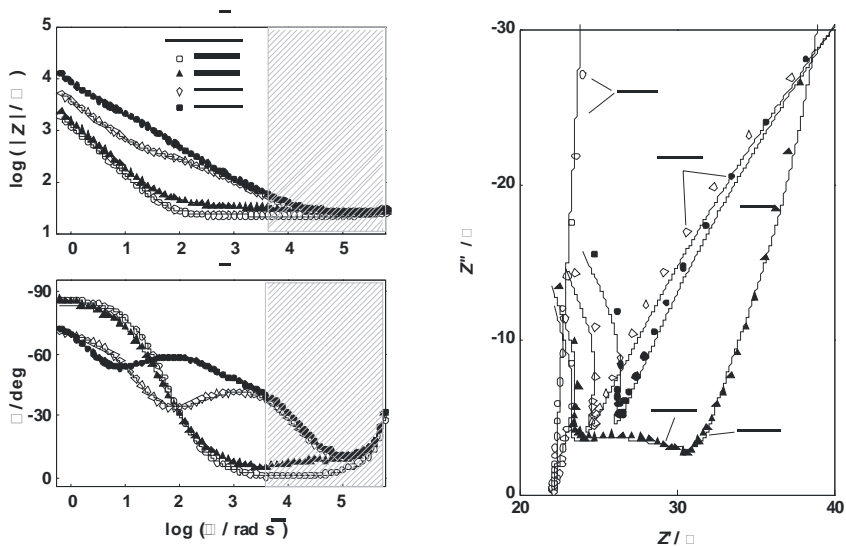 5
4
3
2
1
log (| Z | / □ )
0 1 2 3 4 5
-90
-60
-30
0
□ / deg
0 1 2 3 4 5
log (□ / rad s )
-30
-20
-10
0
Z'' / □
20 30 40
Z' / □